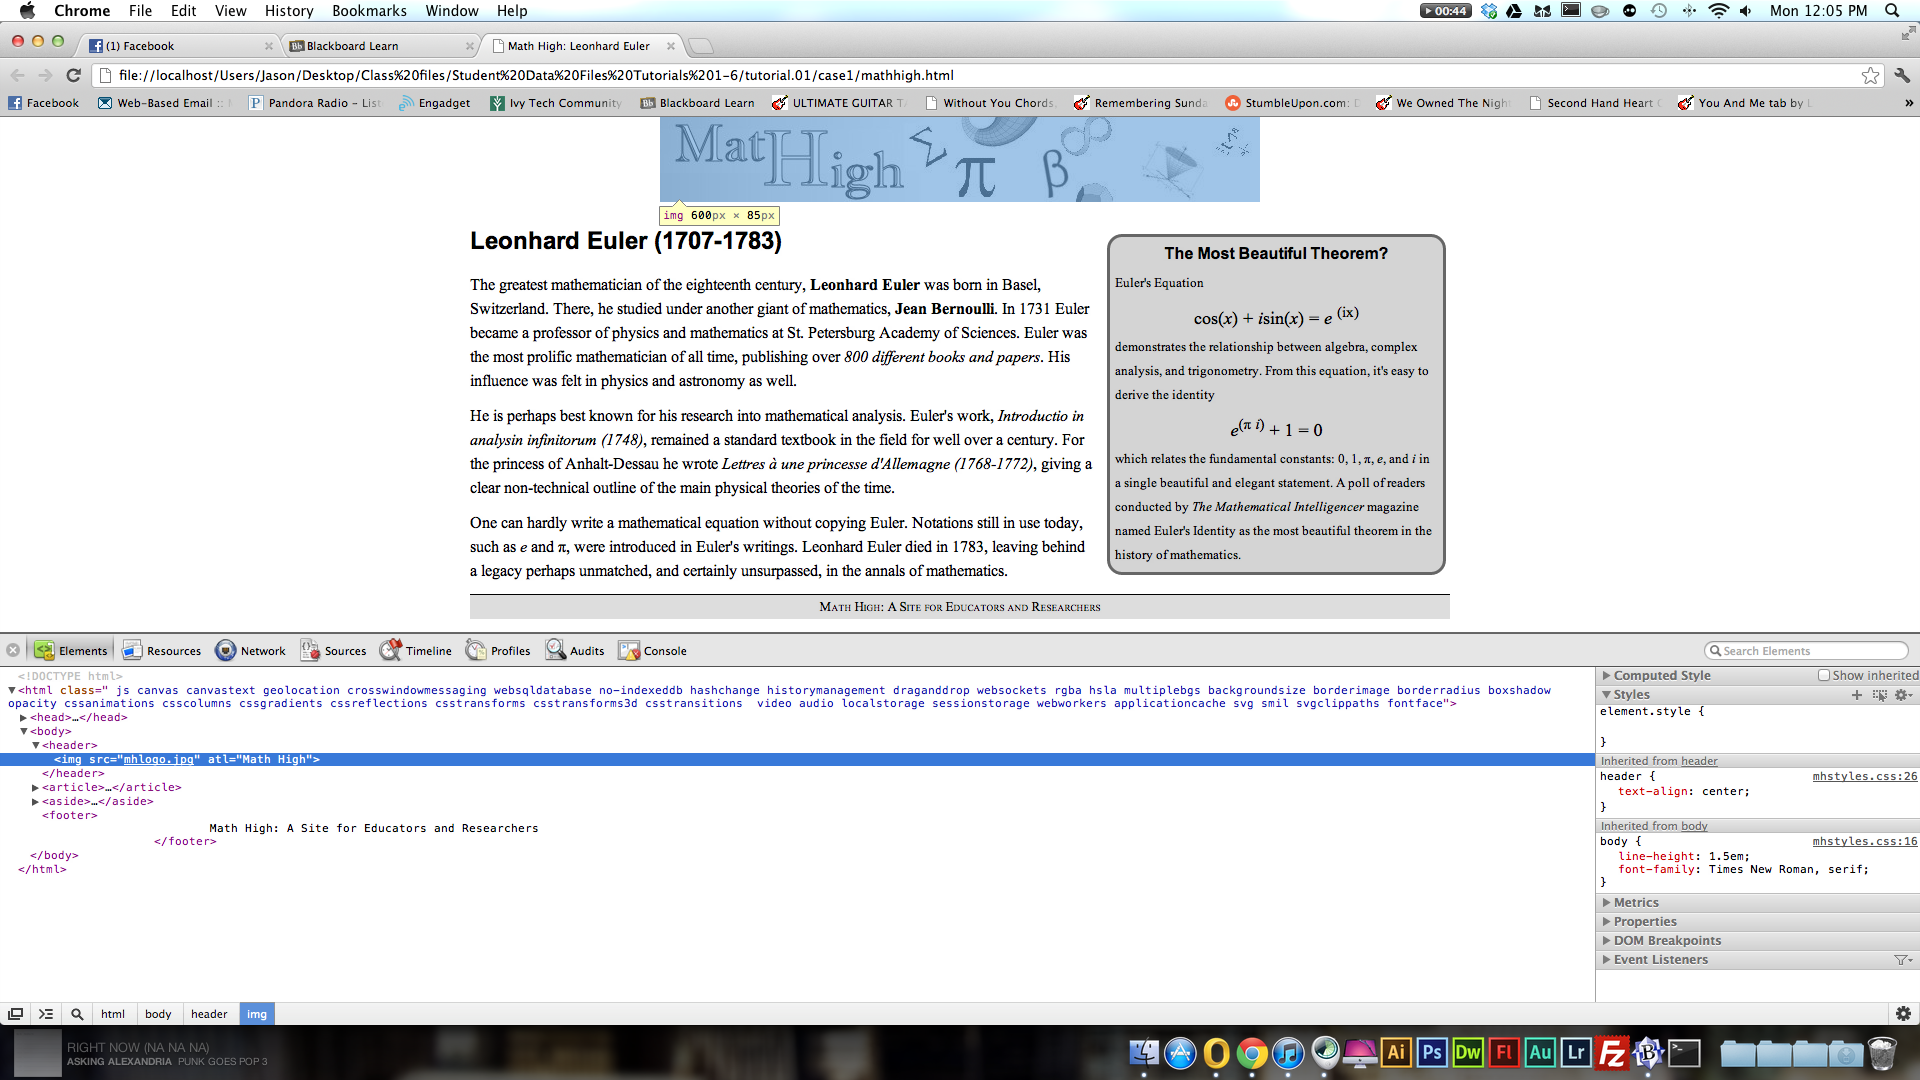 Chrome File Edit View History Bookmarks Window Help 00:44 Mon 12:05 PM
(1) Facebook Blackboard Learn Math High: Leonhard Euler
file://localhost/Users/Jason/Desktop/Class%20files/Student%20Data%20Files%20Tutorials%201-6/tutorial.01/case1/mathhigh.html
Facebook Web-Based Email :: Pandora Radio - List Engadget Ivy Tech Community Blackboard Learn ULTIMATE GUITAR T Without You Chords, Remembering Sunda StumbleUpon.com: We Owned The Nigh Second Hand Heart You And Me tab by »
MatHigh Σ π β
img 600px × 85px
Leonhard Euler (1707-1783)
The greatest mathematician of the eighteenth century, Leonhard Euler was born in Basel,
Switzerland. There, he studied under another giant of mathematics, Jean Bernoulli. In 1731 Euler
became a professor of physics and mathematics at St. Petersburg Academy of Sciences. Euler was
the most prolific mathematician of all time, publishing over 800 different books and papers. His
influence was felt in physics and astronomy as well.
He is perhaps best known for his research into mathematical analysis. Euler's work, Introductio in
analysin infinitorum (1748), remained a standard textbook in the field for well over a century. For
the princess of Anhalt-Dessau he wrote Lettres à une princesse d'Allemagne (1768-1772), giving a
clear non-technical outline of the main physical theories of the time.
One can hardly write a mathematical equation without copying Euler. Notations still in use today,
such as e and π, were introduced in Euler's writings. Leonhard Euler died in 1783, leaving behind
a legacy perhaps unmatched, and certainly unsurpassed, in the annals of mathematics.
The Most Beautiful Theorem?
Euler's Equation
cos(x) + isin(x) = e (ix)
demonstrates the relationship between algebra, complex
analysis, and trigonometry. From this equation, it's easy to
derive the identity
e(π i) + 1 = 0
which relates the fundamental constants: 0, 1, π, e, and i in
a single beautiful and elegant statement. A poll of readers
conducted by The Mathematical Intelligencer magazine
named Euler's Identity as the most beautiful theorem in the
history of mathematics.
Math High: A Site for Educators and Researchers
Elements Resources Network Sources Timeline Profiles Audits Console Search Elements
<!DOCTYPE html>
<html class=" js canvas canvastext geolocation crosswindowmessaging websqldatabase no-indexeddb hashchange historymanagement draganddrop websockets rgba hsla multiplebgs backgroundsize borderimage borderradius boxshadow
opacity cssanimations csscolumns cssgradients cssreflections csstransforms csstransforms3d csstransitions  video audio localstorage sessionstorage webworkers applicationcache svg smil svgclippaths fontface">
<head>…</head>
<body>
<header>
<img src="mhlogo.jpg" atl="Math High">
</header>
<article>…</article>
<aside>…</aside>
<footer>
Math High: A Site for Educators and Researchers
</footer>
</body>
</html>
Computed Style Show inherited
Styles
element.style {
}
Inherited from header
header { mhstyles.css:26
text-align: center;
}
Inherited from body
body { mhstyles.css:16
line-height: 1.5em;
font-family: Times New Roman, serif;
}
Metrics
Properties
DOM Breakpoints
Event Listeners
html body header img
RIGHT NOW (NA NA NA)
ASKING ALEXANDRIA PUNK GOES POP 3
Ai Ps Dw Fl Au Lr Fz B